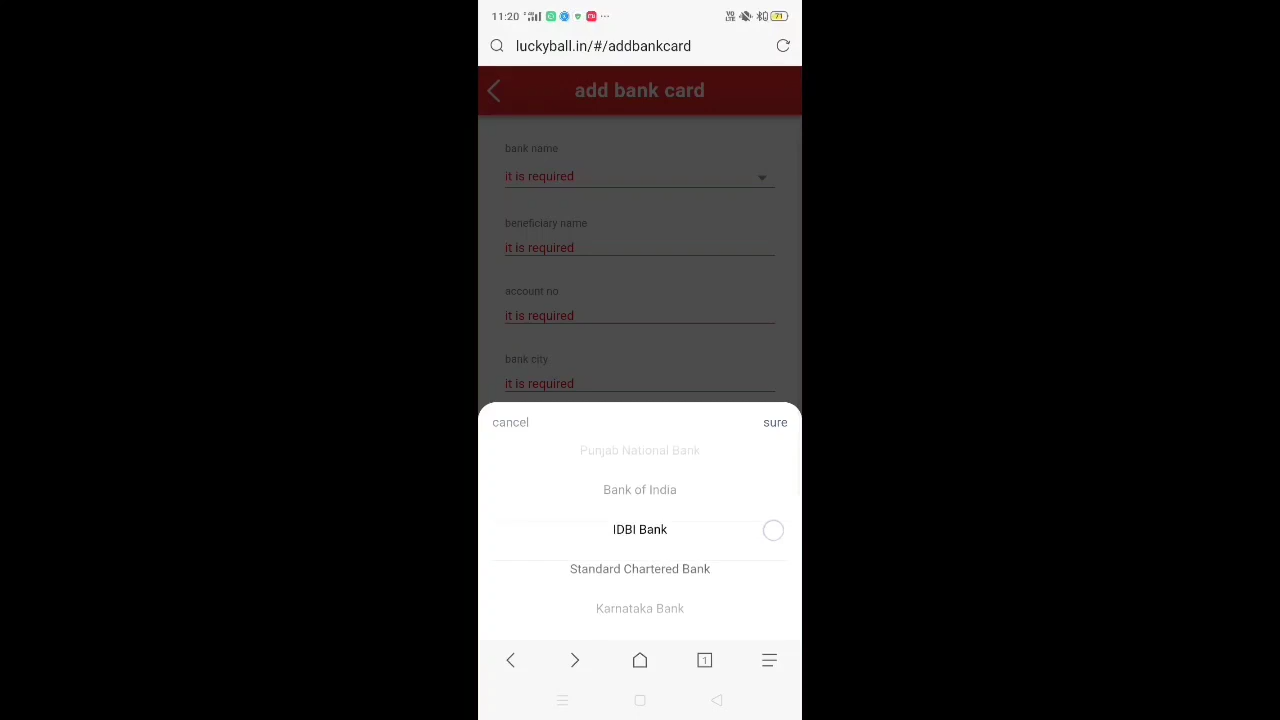 11:20
71
luckyball.in/#/addbankcard
add bank card
bank name
it is required
beneficiary name
it is required
account no
it is required
bank city
it is required
cancel
sure
Punjab National Bank
Bank of India
IDBI Bank
Standard Chartered Bank
Karnataka Bank
1